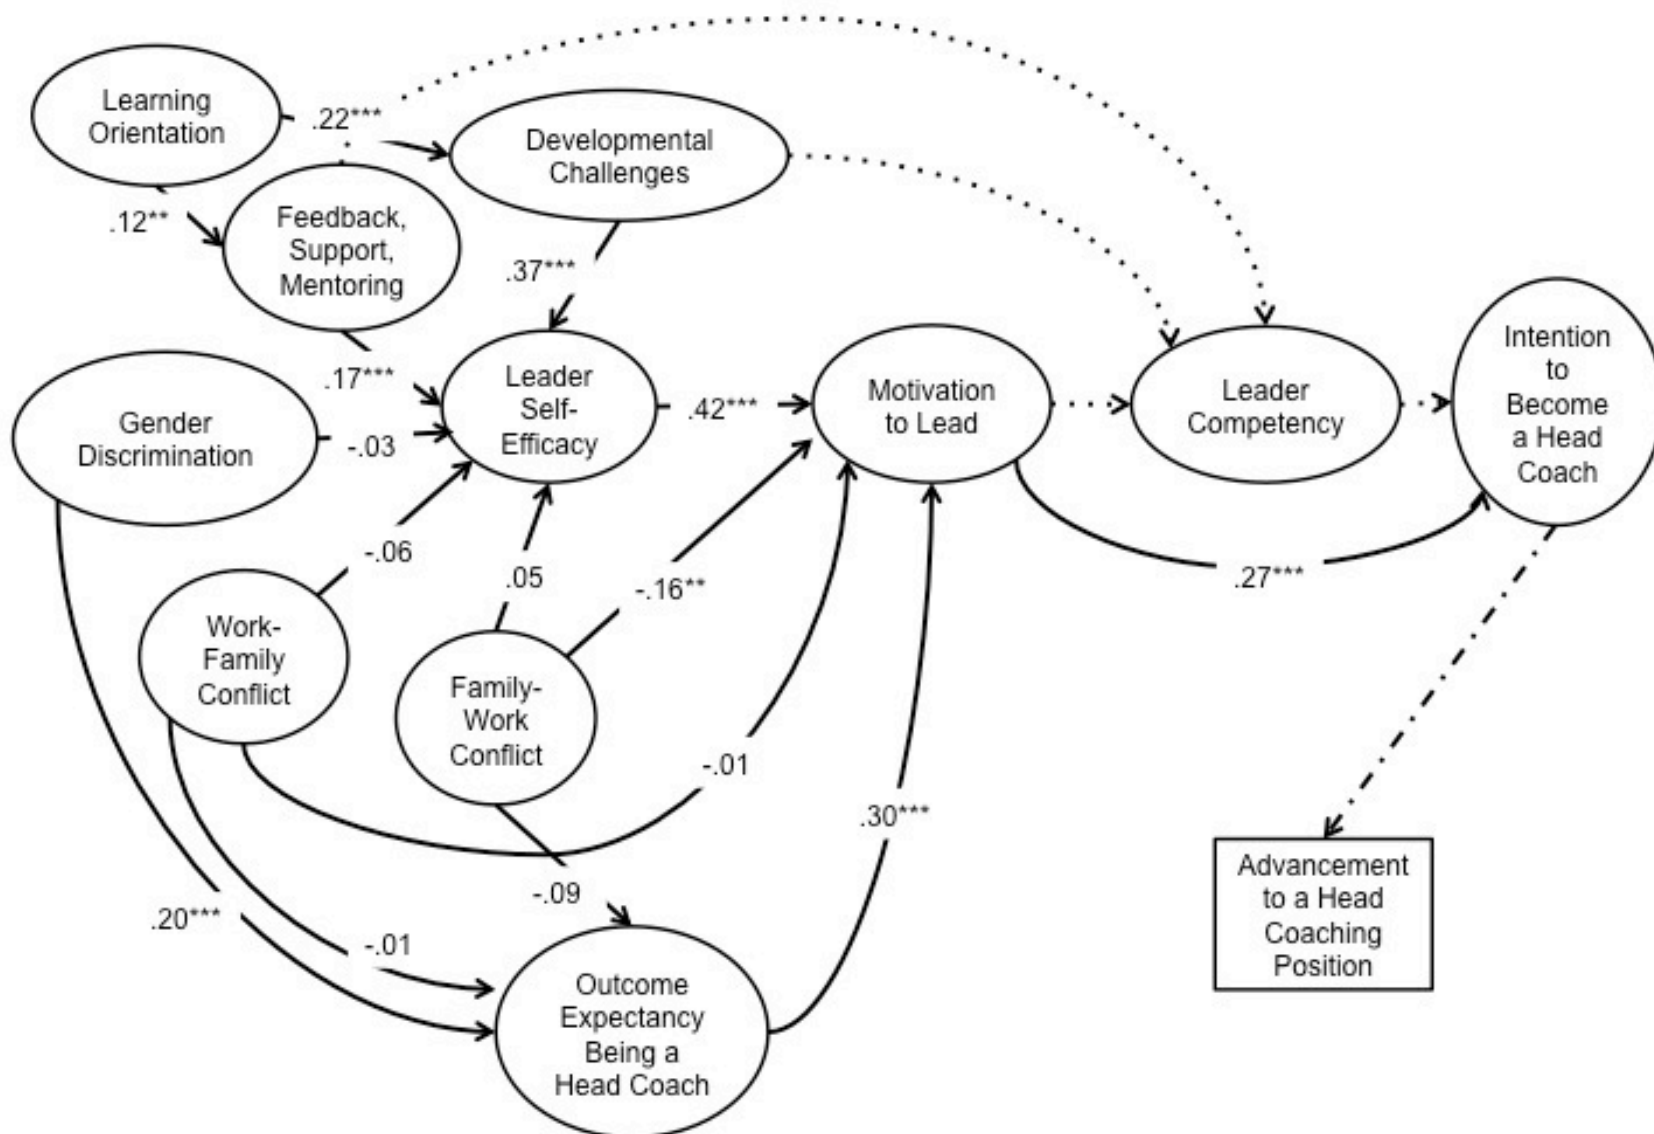 Learning
Orientation
.22***
Developmental
Challenges
.12**
Feedback,
Support,
Mentoring
.37***
.17***
Gender
Discrimination
-.03
Leader
Self-
Efficacy
.42***
Motivation
to Lead
Leader
Competency
Intention
to
Become
a Head
Coach
-.06
.05
-.16**
.27***
Work-
Family
Conflict
Family-
Work
Conflict
-.01
.30***
-.09
.20***
-.01
Outcome
Expectancy
Being a
Head Coach
Advancement
to a Head
Coaching
Position